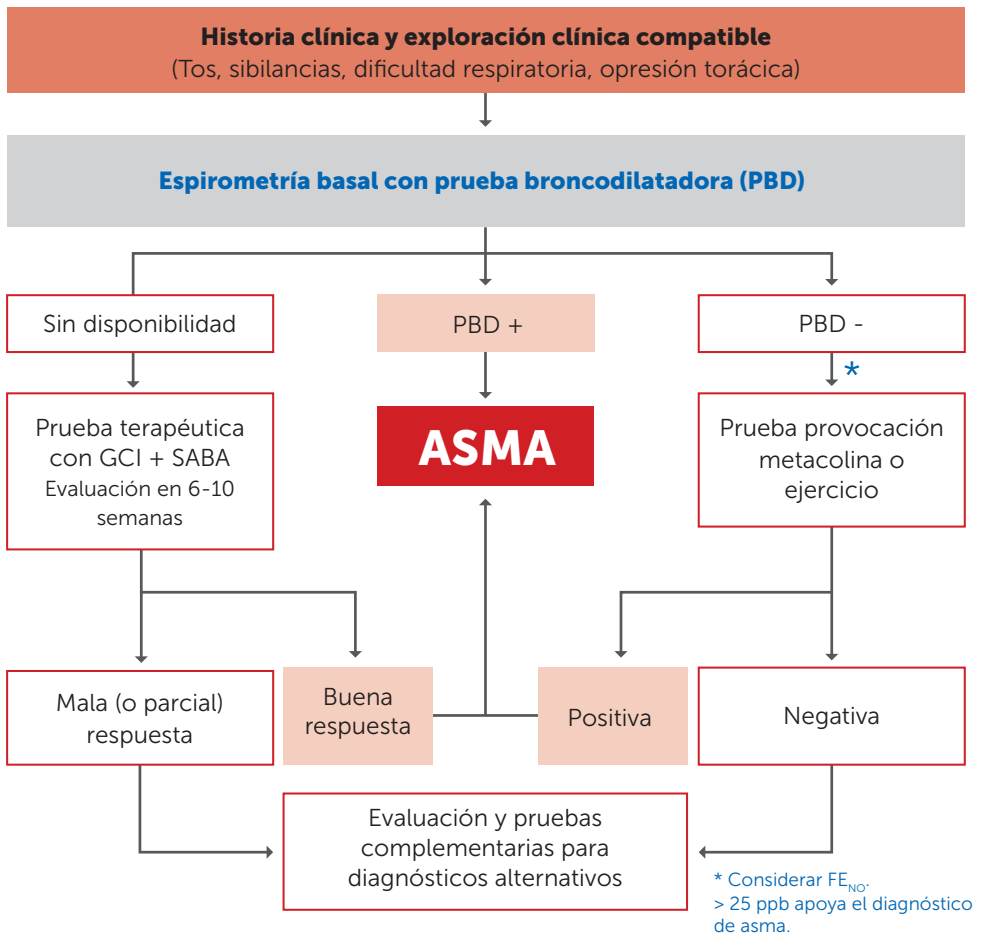 Historia clínica y exploración clínica compatible
(Tos, sibilancias, dificultad respiratoria, opresión torácica)
Espirometría basal con prueba broncodilatadora (PBD)
Sin disponibilidad
PBD +
PBD -
*
Prueba terapéutica
con GCI + SABA
Evaluación en 6-10
semanas
ASMA
Prueba provocación
metacolina o
ejercicio
Mala (o parcial)
respuesta
Buena
respuesta
Positiva
Negativa
Evaluación y pruebas
complementarias para
diagnósticos alternativos
* Considerar FENO.
> 25 ppb apoya el diagnóstico
de asma.